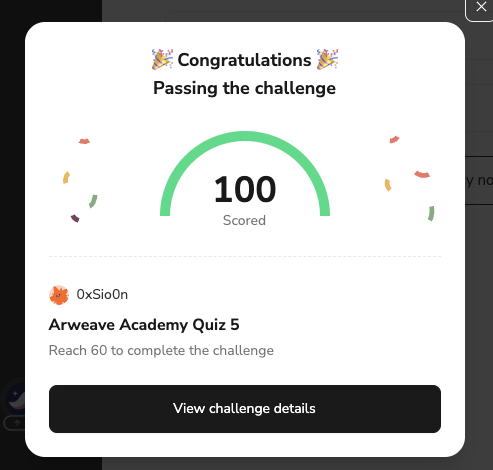 Congratulations
Passing the challenge
100
Scored
y no
0xSio0n
Arweave Academy Quiz 5
Reach 60 to complete the challenge
View challenge details